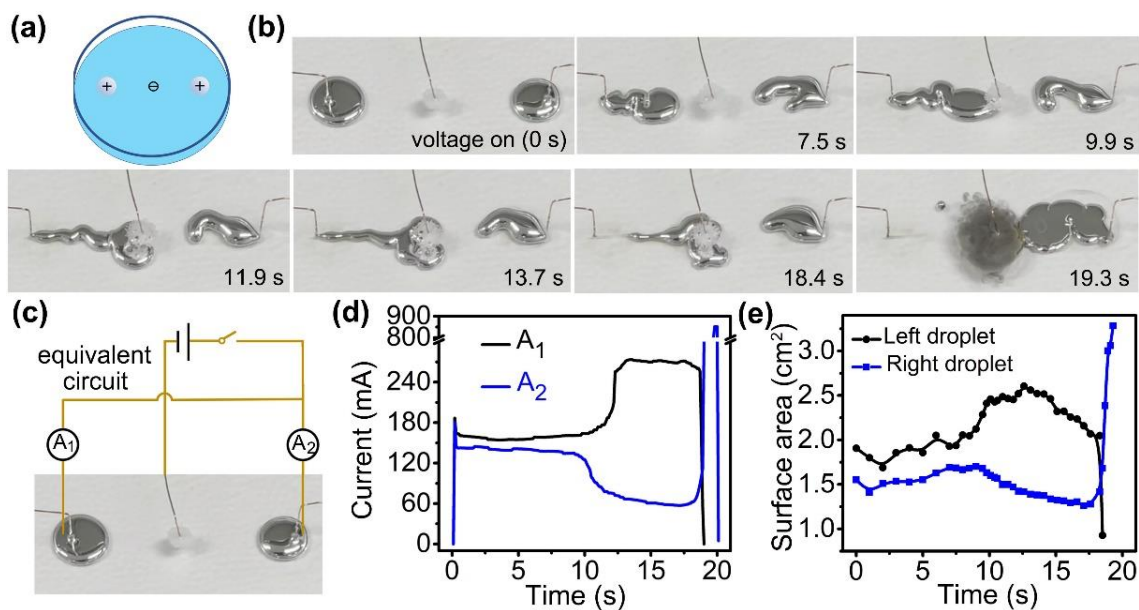 (a)
+ ⊖ +
(b)
voltage on (0 s)
7.5 s
9.9 s
11.9 s
13.7 s
18.4 s
19.3 s
(c)
equivalent
circuit
A1
A2
(d)
Current (mA)
900
800
260
180
120
60
0
A1
A2
0 5 10 15 20
Time (s)
(e)
Surface area (cm²)
3.0
2.5
2.0
1.5
1.0
Left droplet
Right droplet
0 5 10 15 20
Time (s)